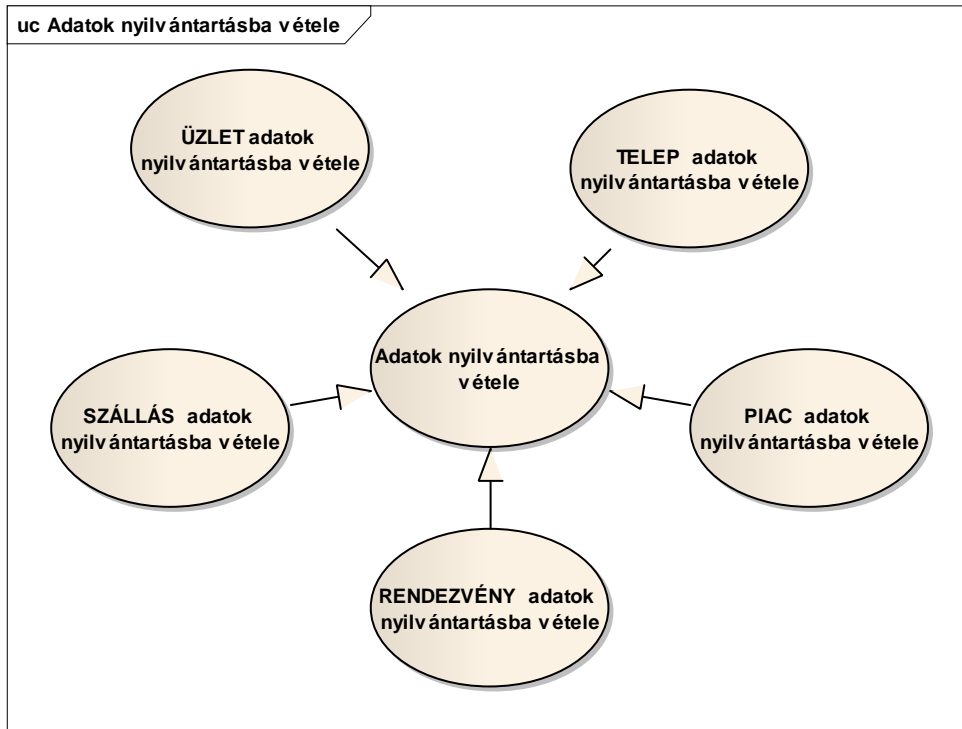 uc Adatok nyilvántartásba vétele
ÜZLET adatok
nyilvántartásba vétele
TELEP adatok
nyilvántartásba vétele
Adatok nyilvántartásba
vétele
SZÁLLÁS adatok
nyilvántartásba vétele
PIAC adatok
nyilvántartásba vétele
RENDEZVÉNY adatok
nyilvántartásba vétele